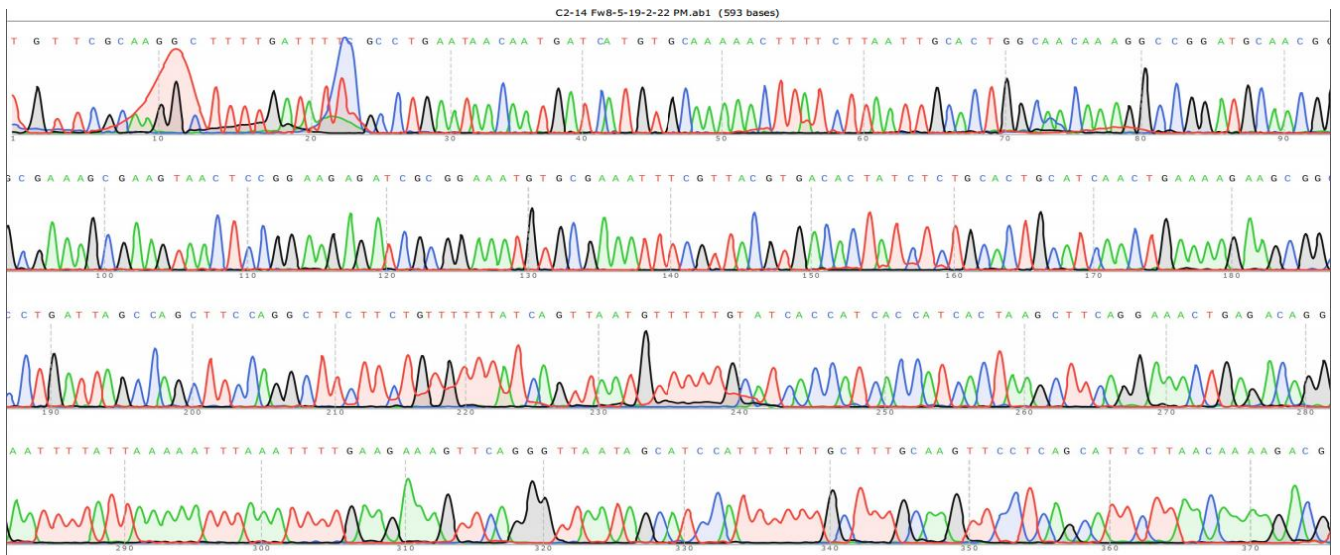 C2-14 Fw8-5-19-2-22 PM.ab1 (593 bases)
T G T T C G C A A G G C T T T T G A T T T T C G C C T G A A T A A C A A T G A T C A T G T G C A A A A A C T T T T C T T A A T T G C A C T G G C A A C A A A G G C C G G A T G C A A C G C
1 10 20 30 40 50 60 70 80 90
G C G A A A G C G A A G T A A C T C C G G A A G A G A T C G C G G A A A T G T G C G A A A T T T C G T T A C G T G A C A C T A T C T C T G C A C T G C A T C A A C T G A A A A G A A G C G G C
100 110 120 130 140 150 160 170 180
C C T G A T T A G C C A G C T T C C A G G C T T C T T C T G T T T T T T A T C A G T T A A T G T T T T T G T A T C A C C A T C A C C A T C A C T A A G C T T C A G G A A A C T G A G A C A G G
190 200 210 220 230 240 250 260 270 280
A A T T T T A T T A A A A A T T T A A A T T T T G A A G A A A G T T C A G G G T T A A T A G C A T C C A T T T T T T G C T T T G C A A G T T C C T C A G C A T T C T T A A C A A A A G A C G
290 300 310 320 330 340 350 360 370